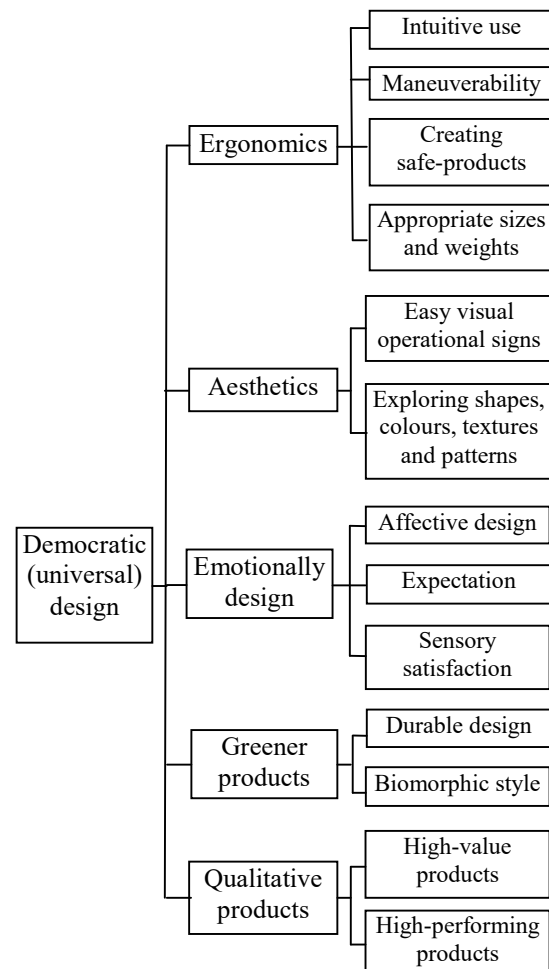 Democratic
(universal)
design
Ergonomics
Intuitive use
Maneuverability
Creating
safe-products
Appropriate sizes
and weights
Aesthetics
Easy visual
operational signs
Exploring shapes,
colours, textures
and patterns
Emotionally
design
Affective design
Expectation
Sensory
satisfaction
Greener
products
Durable design
Biomorphic style
Qualitative
products
High-value
products
High-performing
products